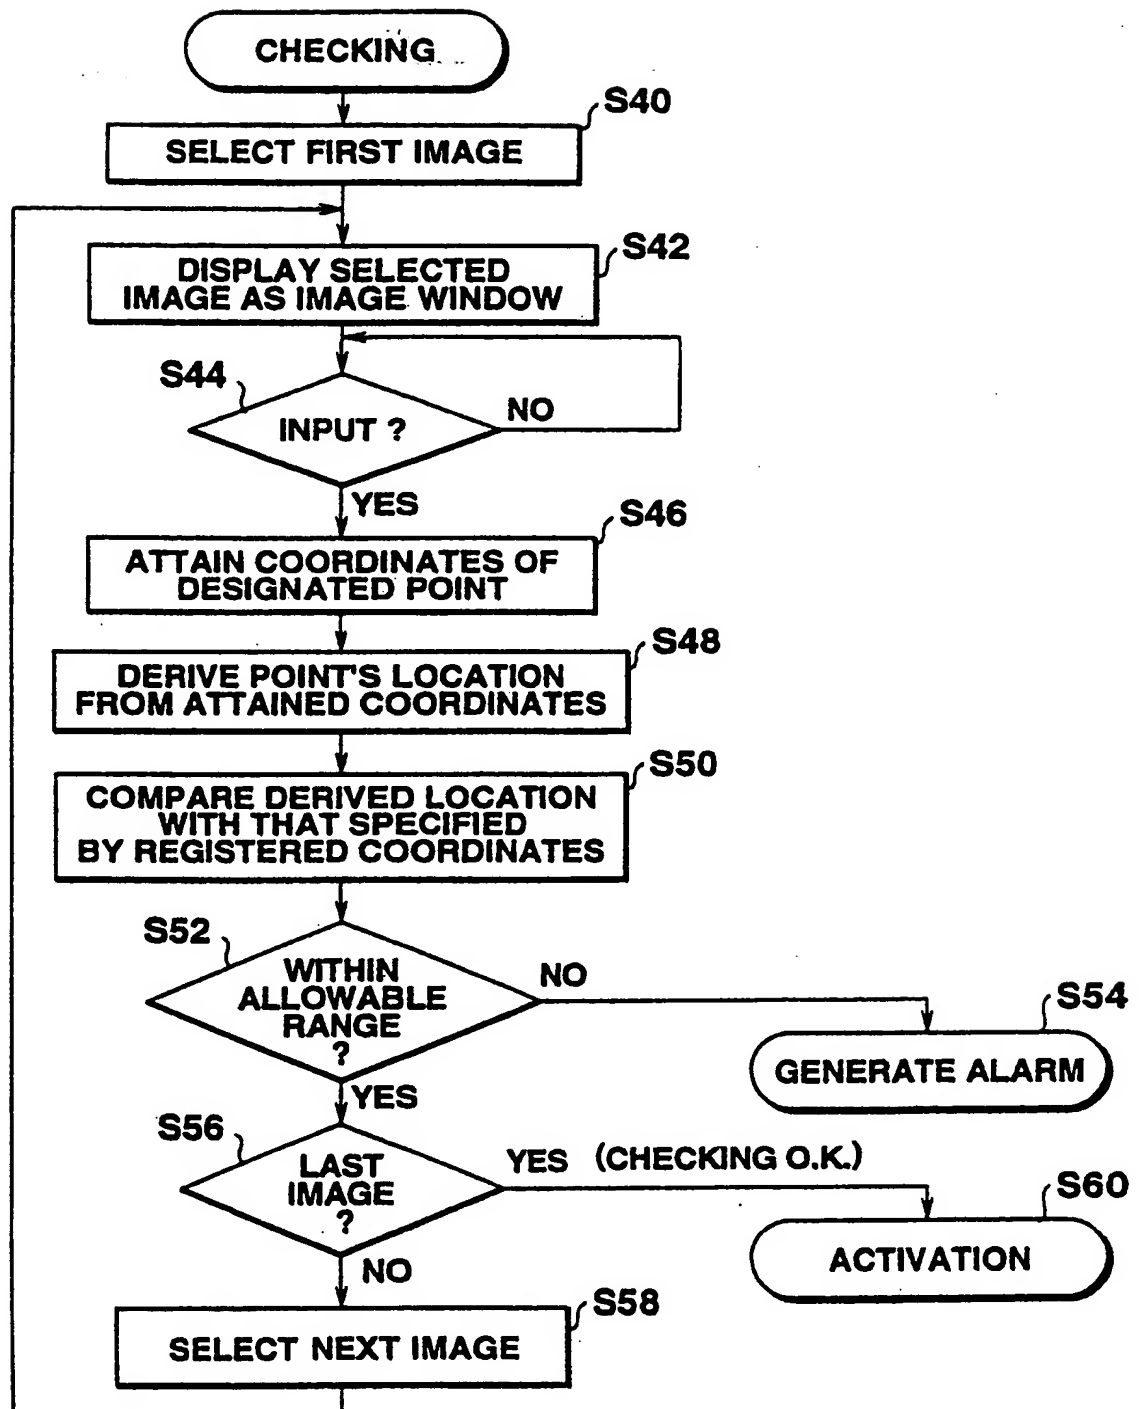 CHECKING
S40
SELECT FIRST IMAGE
S42
DISPLAY SELECTED
IMAGE AS IMAGE WINDOW
S44
INPUT ?
NO
YES
S46
ATTAIN COORDINATES OF
DESIGNATED POINT
S48
DERIVE POINT'S LOCATION
FROM ATTAINED COORDINATES
S50
COMPARE DERIVED LOCATION
WITH THAT SPECIFIED
BY REGISTERED COORDINATES
S52
WITHIN
ALLOWABLE
RANGE
?
NO
S54
GENERATE ALARM
YES
S56
LAST
IMAGE
?
YES (CHECKING O.K.)
S60
ACTIVATION
NO
S58
SELECT NEXT IMAGE